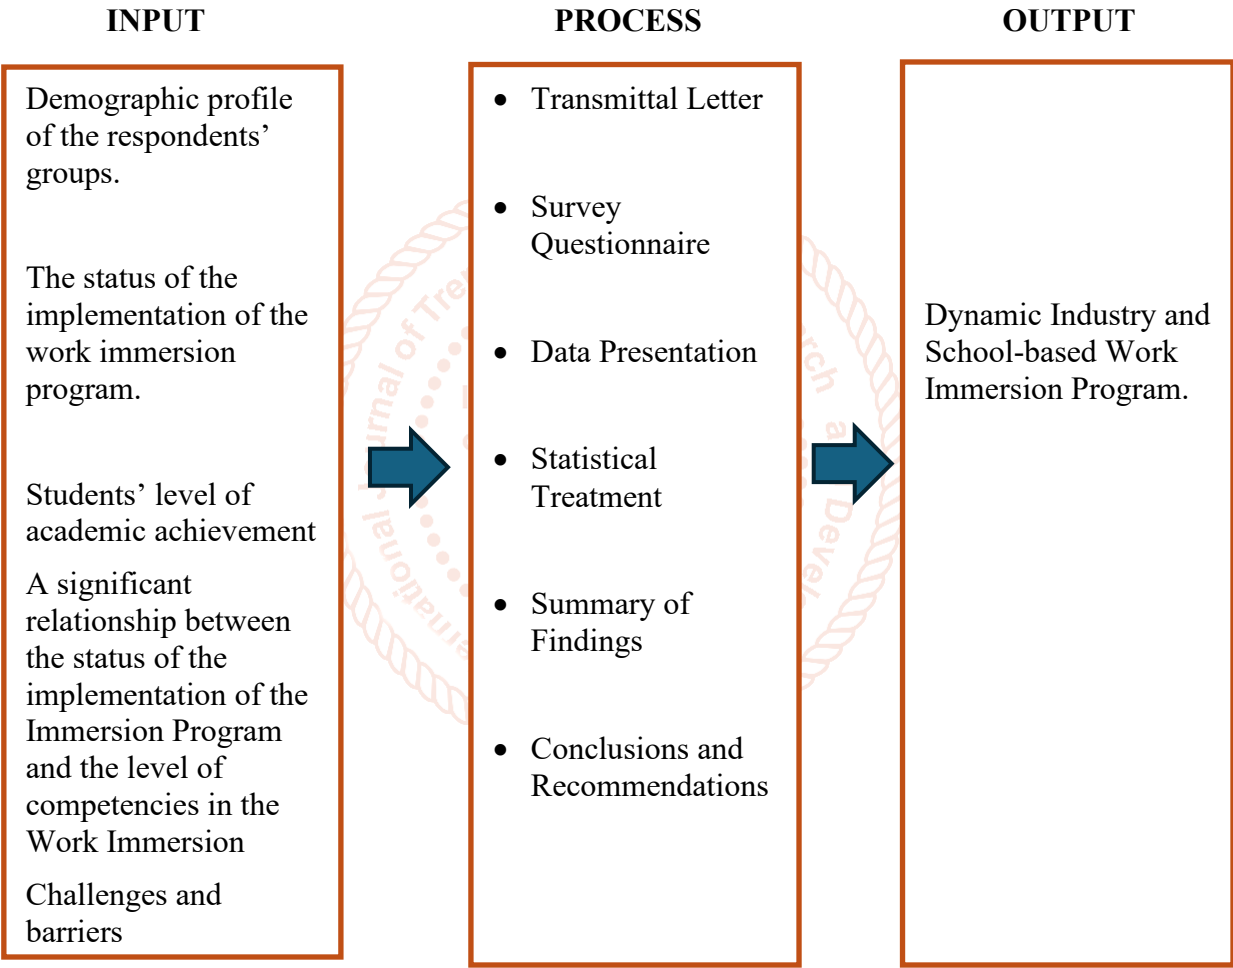 INPUT
PROCESS
OUTPUT
Demographic profile
of the respondents’
groups.
The status of the
implementation of the
work immersion
program.
Students’ level of
academic achievement
A significant
relationship between
the status of the
implementation of the
Immersion Program
and the level of
competencies in the
Work Immersion
Challenges and
barriers
• Transmittal Letter
• Survey
Questionnaire
• Data Presentation
• Statistical
Treatment
• Summary of
Findings
• Conclusions and
Recommendations
Dynamic Industry and
School-based Work
Immersion Program.